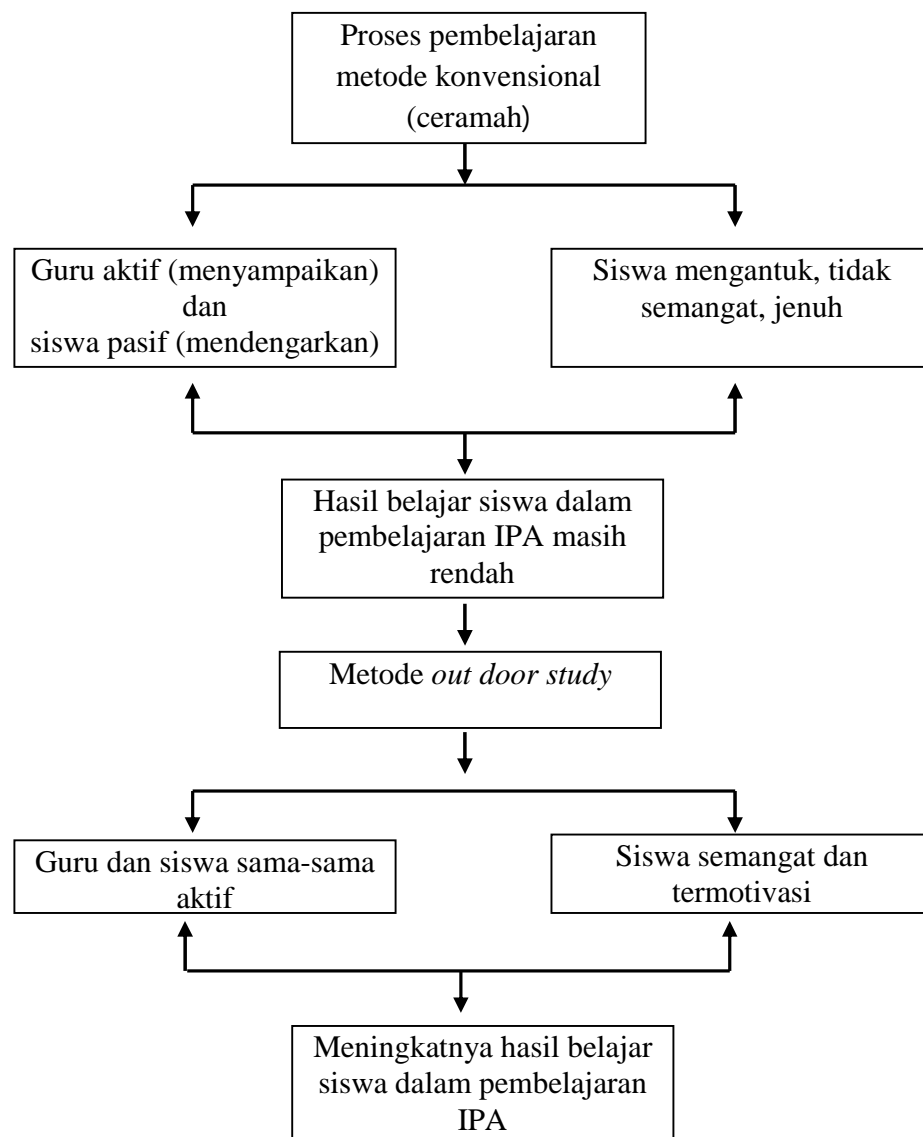 Proses pembelajaran
metode konvensional
(ceramah)
Guru aktif (menyampaikan)
dan
siswa pasif (mendengarkan)
Siswa mengantuk, tidak
semangat, jenuh
Hasil belajar siswa dalam
pembelajaran IPA masih
rendah
Metode out door study
Guru dan siswa sama-sama
aktif
Siswa semangat dan
termotivasi
Meningkatnya hasil belajar
siswa dalam pembelajaran
IPA